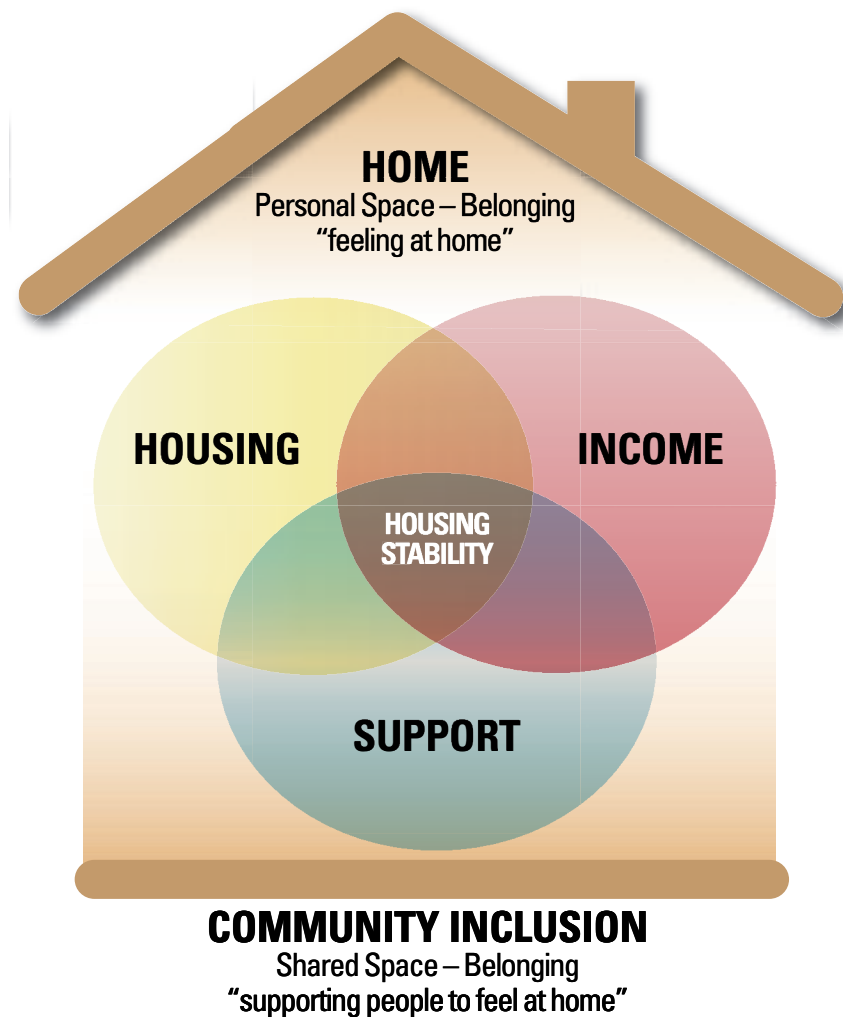 HOME
Personal Space – Belonging
“feeling at home”
HOUSING
INCOME
HOUSING
STABILITY
SUPPORT
COMMUNITY INCLUSION
Shared Space – Belonging
“supporting people to feel at home”